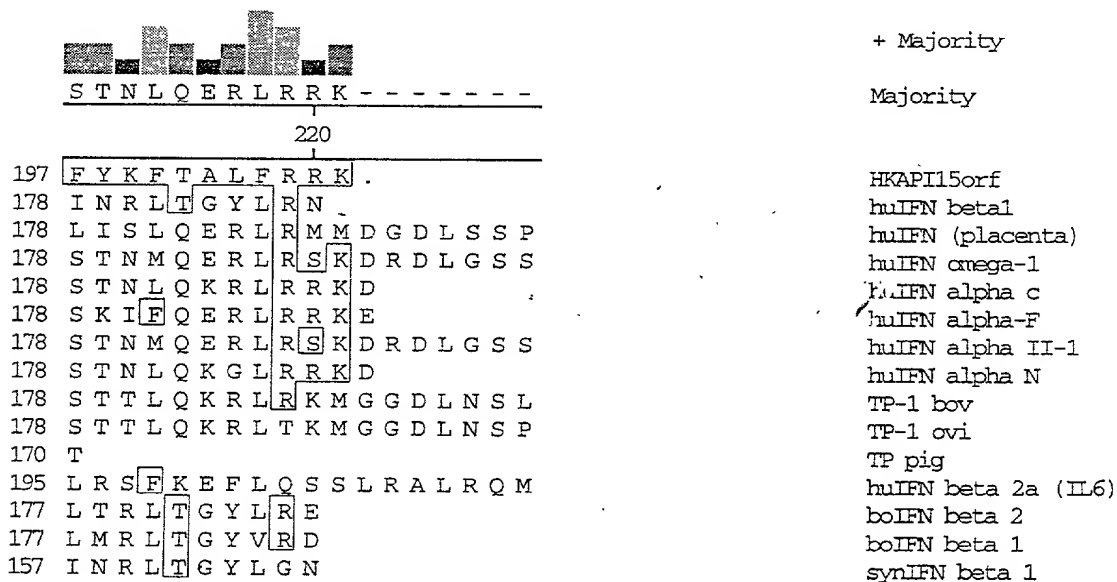 + Majority
S T N L Q E R L R R K - - - - - - - Majority
220
197 F Y K F T A L F R R K . HKAPI15orf
178 I N R L T G Y L R N huIFN beta1
178 L I S L Q E R L R M M D G D L S S P huIFN (placenta)
178 S T N M Q E R L R S K D R D L G S S huIFN omega-1
178 S T N L Q K R L R R K D huIFN alpha c
178 S K I F Q E R L R R K E huIFN alpha-F
178 S T N M Q E R L R S K D R D L G S S huIFN alpha II-1
178 S T N L Q K G L R R K D huIFN alpha N
178 S T T L Q K R L R K M G G D L N S L TP-1 bov
178 S T T L Q K R L T K M G G D L N S P TP-1 ovi
170 T TP pig
195 L R S F K E F L Q S S L R A L R Q M huIFN beta 2a (IL6)
177 L T R L T G Y L R E boIFN beta 2
177 L M R L T G Y V R D boIFN beta 1
157 I N R L T G Y L G N synIFN beta 1